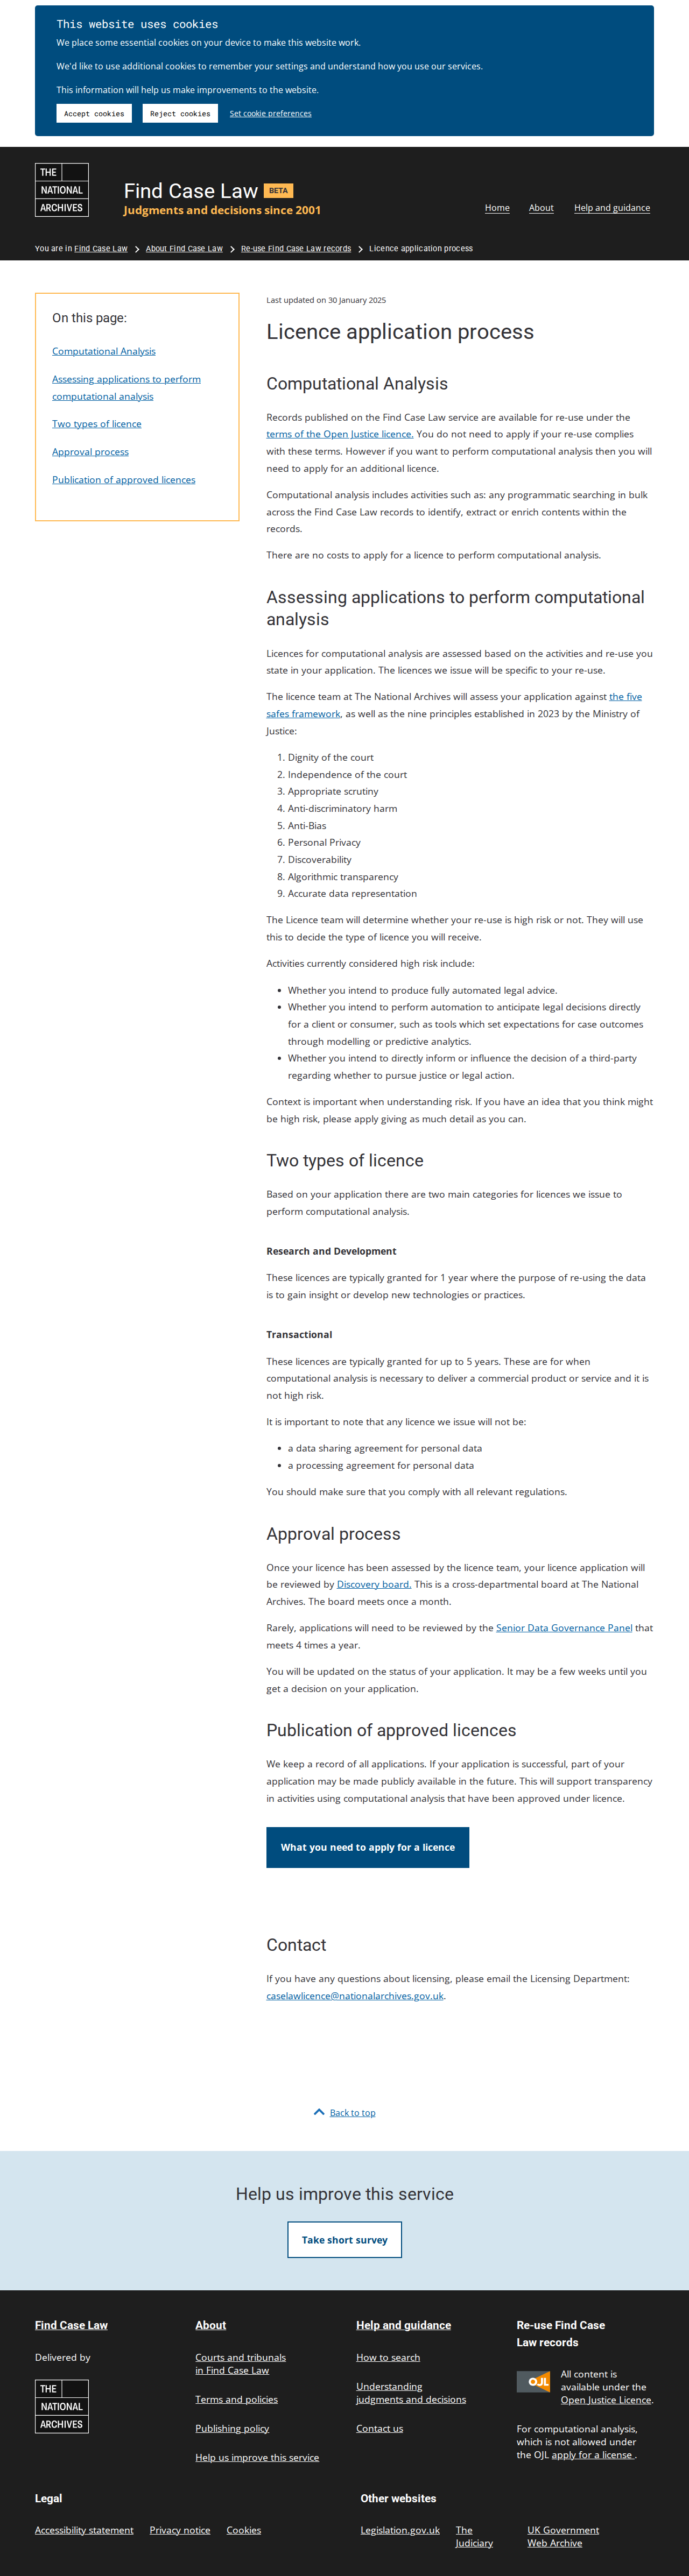 This website uses cookies
We place some essential cookies on your device to make this website work.
We'd like to use additional cookies to remember your settings and understand how you use our services.
This information will help us make improvements to the website.
Accept cookies
Reject cookies
Set cookie preferences
THE
NATIONAL
ARCHIVES
Find Case Law BETA
Judgments and decisions since 2001
Home
About
Help and guidance
You are in Find Case Law
About Find Case Law
Re-use Find Case Law records
Licence application process
On this page:
Computational Analysis
Assessing applications to perform
computational analysis
Two types of licence
Approval process
Publication of approved licences
Last updated on 30 January 2025
Licence application process
Computational Analysis
Records published on the Find Case Law service are available for re-use under the
terms of the Open Justice licence. You do not need to apply if your re-use complies
with these terms. However if you want to perform computational analysis then you will
need to apply for an additional licence.
Computational analysis includes activities such as: any programmatic searching in bulk
across the Find Case Law records to identify, extract or enrich contents within the
records.
There are no costs to apply for a licence to perform computational analysis.
Assessing applications to perform computational
analysis
Licences for computational analysis are assessed based on the activities and re-use you
state in your application. The licences we issue will be specific to your re-use.
The licence team at The National Archives will assess your application against the five
safes framework, as well as the nine principles established in 2023 by the Ministry of
Justice:
1. Dignity of the court
2. Independence of the court
3. Appropriate scrutiny
4. Anti-discriminatory harm
5. Anti-Bias
6. Personal Privacy
7. Discoverability
8. Algorithmic transparency
9. Accurate data representation
The Licence team will determine whether your re-use is high risk or not. They will use
this to decide the type of licence you will receive.
Activities currently considered high risk include:
• Whether you intend to produce fully automated legal advice.
• Whether you intend to perform automation to anticipate legal decisions directly
for a client or consumer, such as tools which set expectations for case outcomes
through modelling or predictive analytics.
• Whether you intend to directly inform or influence the decision of a third-party
regarding whether to pursue justice or legal action.
Context is important when understanding risk. If you have an idea that you think might
be high risk, please apply giving as much detail as you can.
Two types of licence
Based on your application there are two main categories for licences we issue to
perform computational analysis.
Research and Development
These licences are typically granted for 1 year where the purpose of re-using the data
is to gain insight or develop new technologies or practices.
Transactional
These licences are typically granted for up to 5 years. These are for when
computational analysis is necessary to deliver a commercial product or service and it is
not high risk.
It is important to note that any licence we issue will not be:
• a data sharing agreement for personal data
• a processing agreement for personal data
You should make sure that you comply with all relevant regulations.
Approval process
Once your licence has been assessed by the licence team, your licence application will
be reviewed by Discovery board. This is a cross-departmental board at The National
Archives. The board meets once a month.
Rarely, applications will need to be reviewed by the Senior Data Governance Panel that
meets 4 times a year.
You will be updated on the status of your application. It may be a few weeks until you
get a decision on your application.
Publication of approved licences
We keep a record of all applications. If your application is successful, part of your
application may be made publicly available in the future. This will support transparency
in activities using computational analysis that have been approved under licence.
What you need to apply for a licence
Contact
If you have any questions about licensing, please email the Licensing Department:
caselawlicence@nationalarchives.gov.uk.
Back to top
Help us improve this service
Take short survey
Find Case Law
Delivered by
THE
NATIONAL
ARCHIVES
About
Courts and tribunals
in Find Case Law
Terms and policies
Publishing policy
Help us improve this service
Help and guidance
How to search
Understanding
judgments and decisions
Contact us
Re-use Find Case
Law records
OJL
All content is
available under the
Open Justice Licence.
For computational analysis,
which is not allowed under
the OJL apply for a license .
Legal
Accessibility statement
Privacy notice
Cookies
Other websites
Legislation.gov.uk
The
Judiciary
UK Government
Web Archive